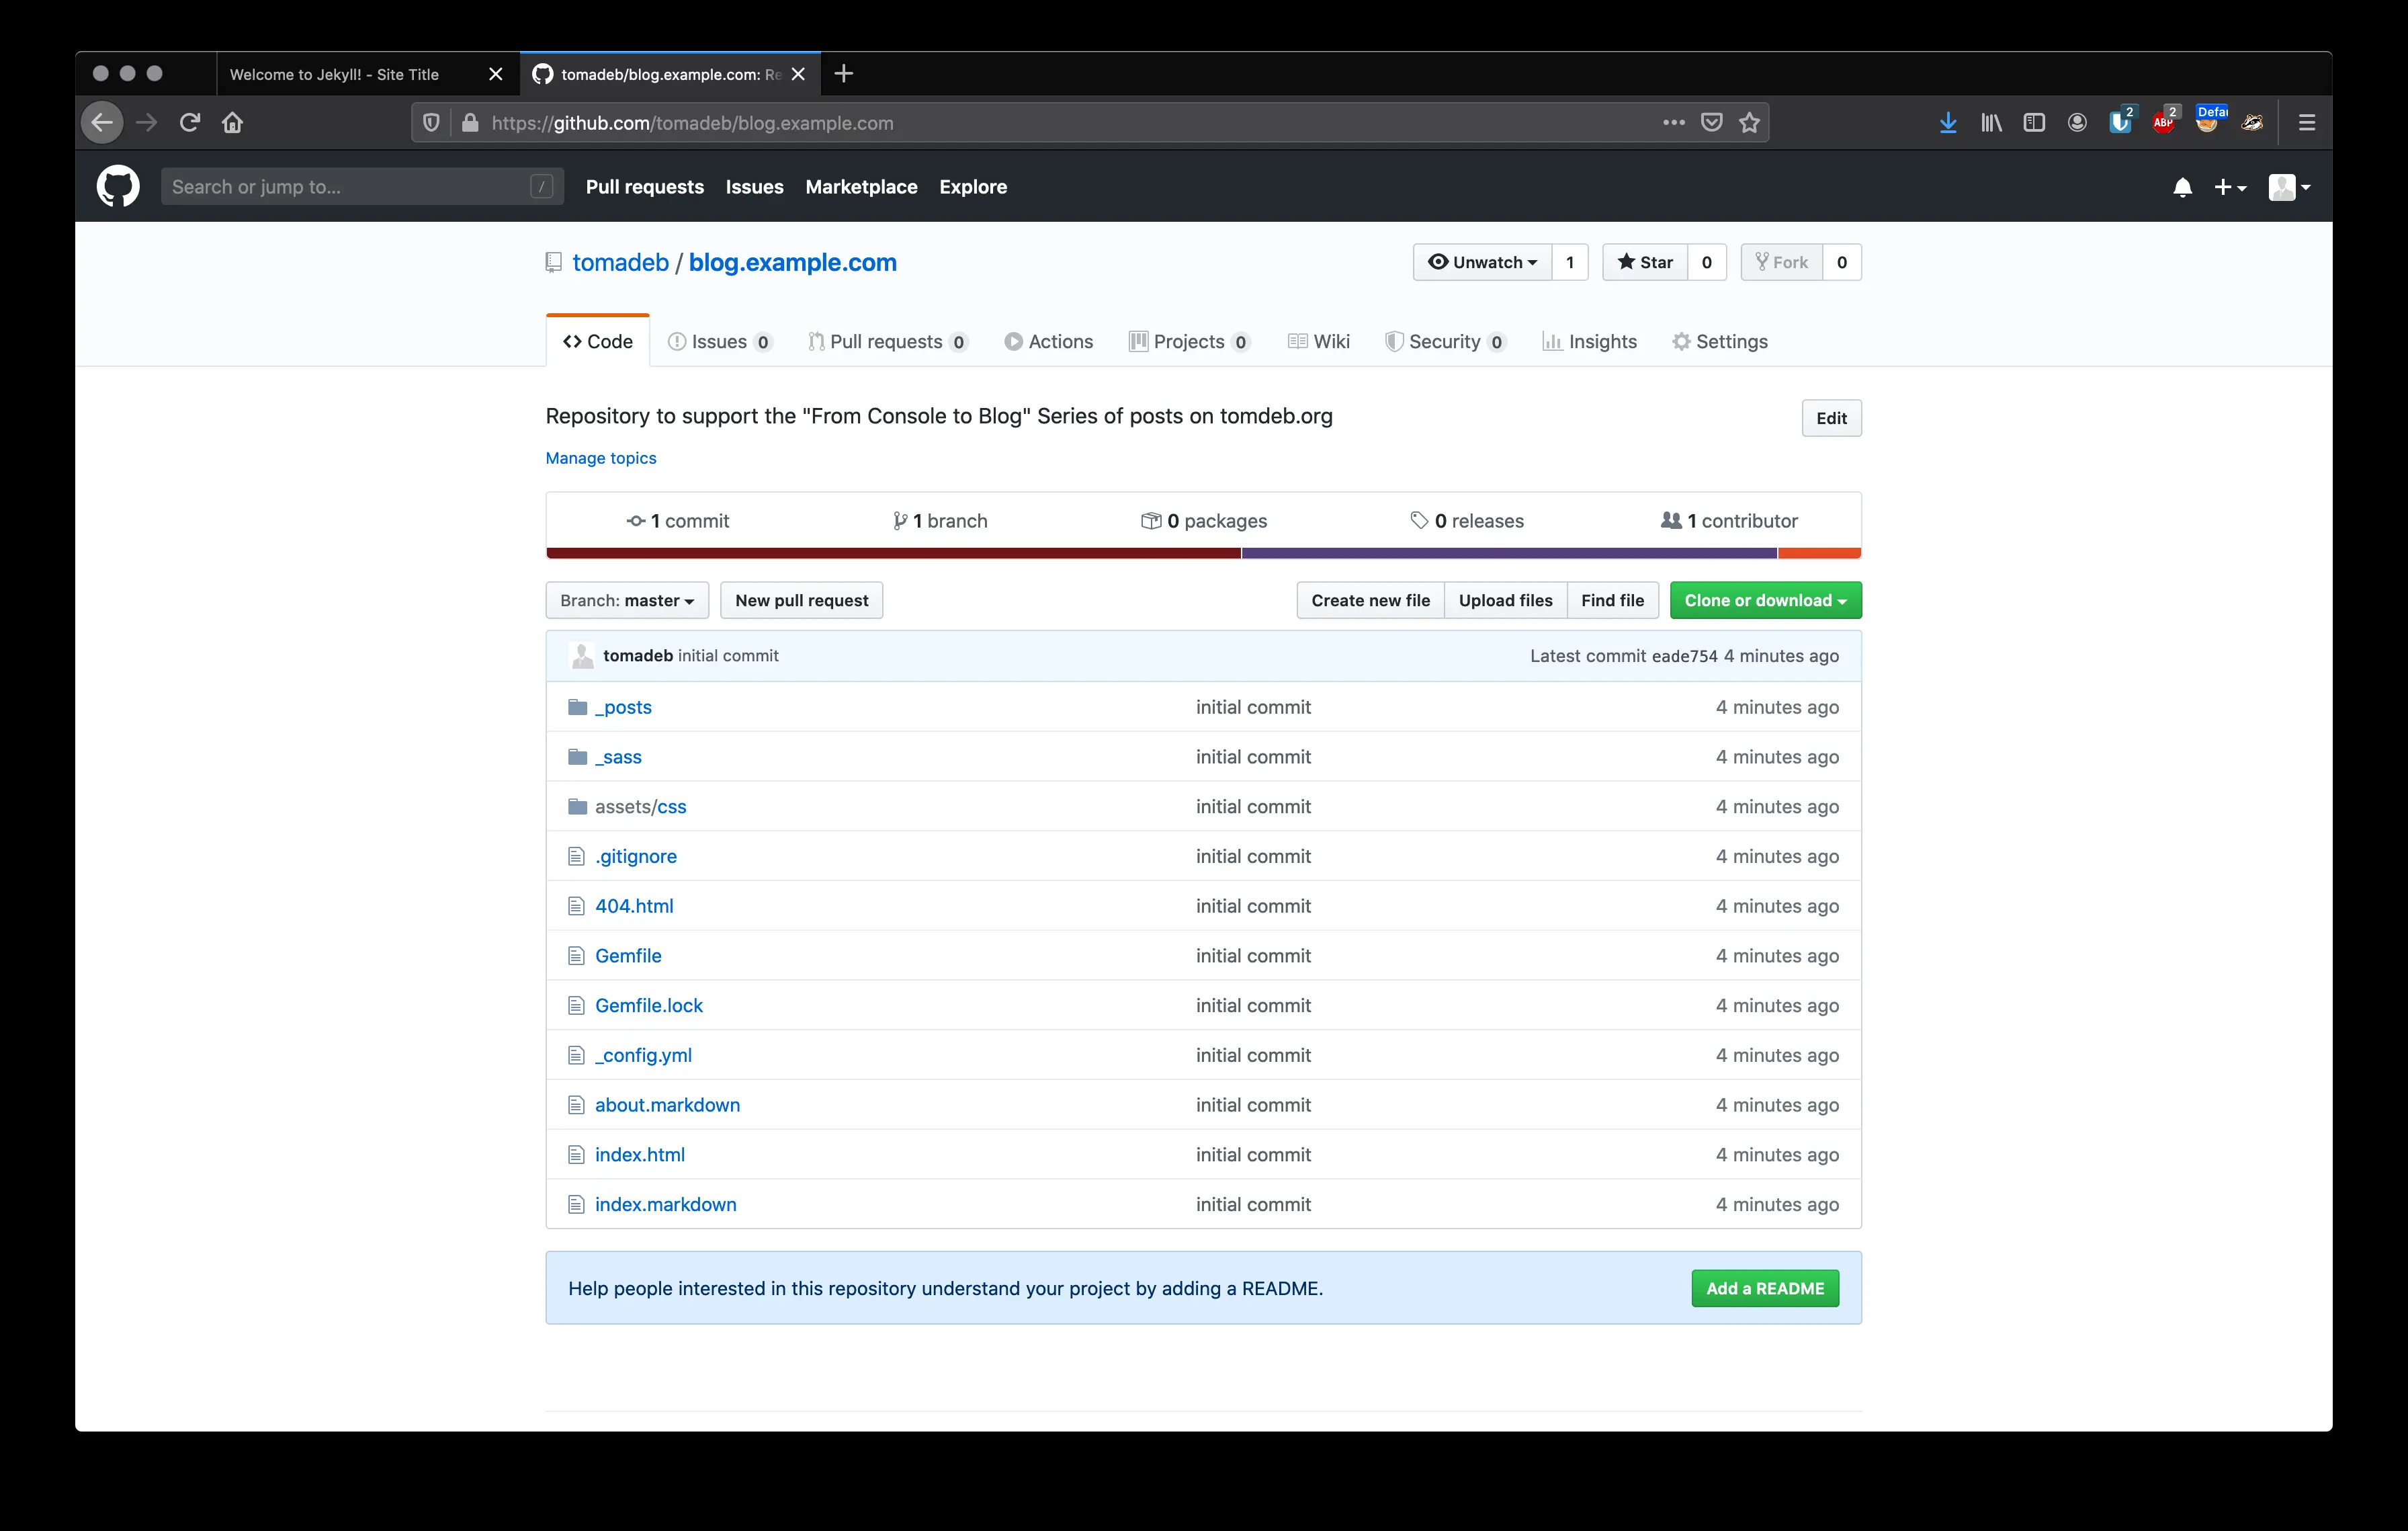 Welcome to Jekyll! - Site Title
tomadeb/blog.example.com: Re
https://github.com/tomadeb/blog.example.com
2
ABP 2
Defau
Search or jump to... /
Pull requests Issues Marketplace Explore
tomadeb / blog.example.com
Unwatch 1 Star 0 Fork 0
Code Issues 0 Pull requests 0 Actions Projects 0 Wiki Security 0 Insights Settings
Repository to support the "From Console to Blog" Series of posts on tomdeb.org
Edit
Manage topics
1 commit 1 branch 0 packages 0 releases 1 contributor
Branch: master New pull request Create new file Upload files Find file Clone or download
tomadeb initial commit Latest commit eade754 4 minutes ago
_posts initial commit 4 minutes ago
_sass initial commit 4 minutes ago
assets/css initial commit 4 minutes ago
.gitignore initial commit 4 minutes ago
404.html initial commit 4 minutes ago
Gemfile initial commit 4 minutes ago
Gemfile.lock initial commit 4 minutes ago
_config.yml initial commit 4 minutes ago
about.markdown initial commit 4 minutes ago
index.html initial commit 4 minutes ago
index.markdown initial commit 4 minutes ago
Help people interested in this repository understand your project by adding a README. Add a README